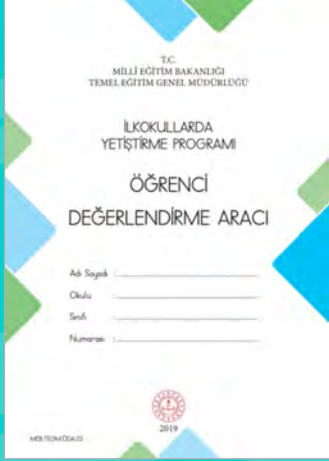 T.C.
MİLLİ EĞİTİM BAKANLIĞI
TEMEL EĞİTİM GENEL MÜDÜRLÜĞÜ
İLKOKULLARDA
YETİŞTİRME PROGRAMI
ÖĞRENCİ
DEĞERLENDİRME ARACI
Adı Soyadı :
Okulu :
Sınıfı :
Numarası :
2019